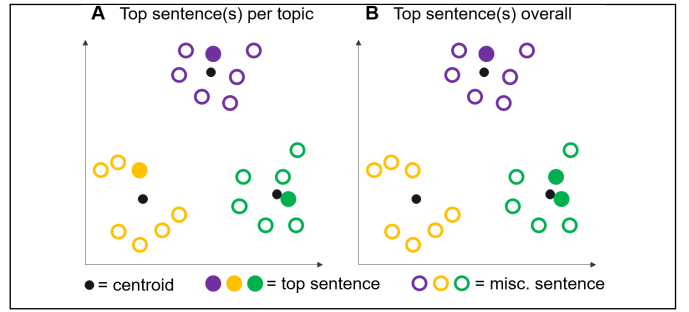 A Top sentence(s) per topic
B Top sentence(s) overall
= centroid
= top sentence
= misc. sentence